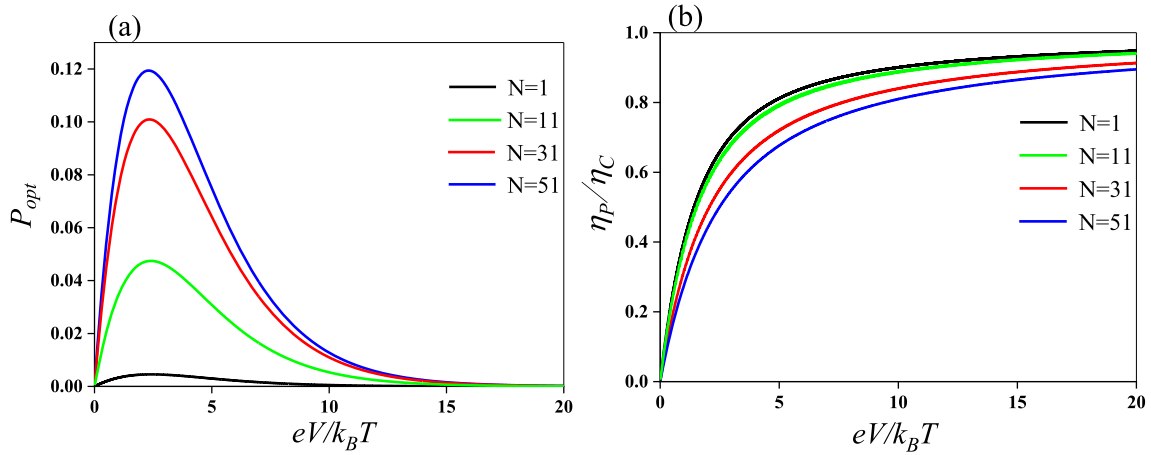 (a)
P_opt
0.12
0.10
0.08
0.06
0.04
0.02
0.00
0 5 10 15 20
eV/k_BT
N=1
N=11
N=31
N=51
(b)
η_P/η_C
1.0
0.8
0.6
0.4
0.2
0.0
0 5 10 15 20
eV/k_BT
N=1
N=11
N=31
N=51